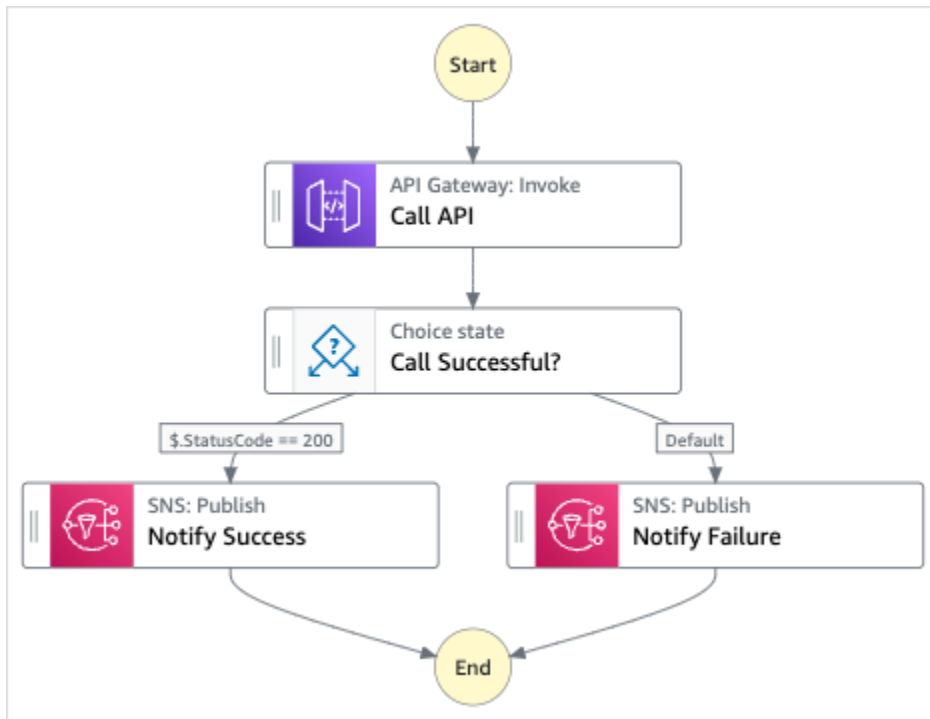 Start
API Gateway: Invoke
Call API
Choice state
Call Successful?
$.StatusCode == 200
Default
SNS: Publish
Notify Success
SNS: Publish
Notify Failure
End